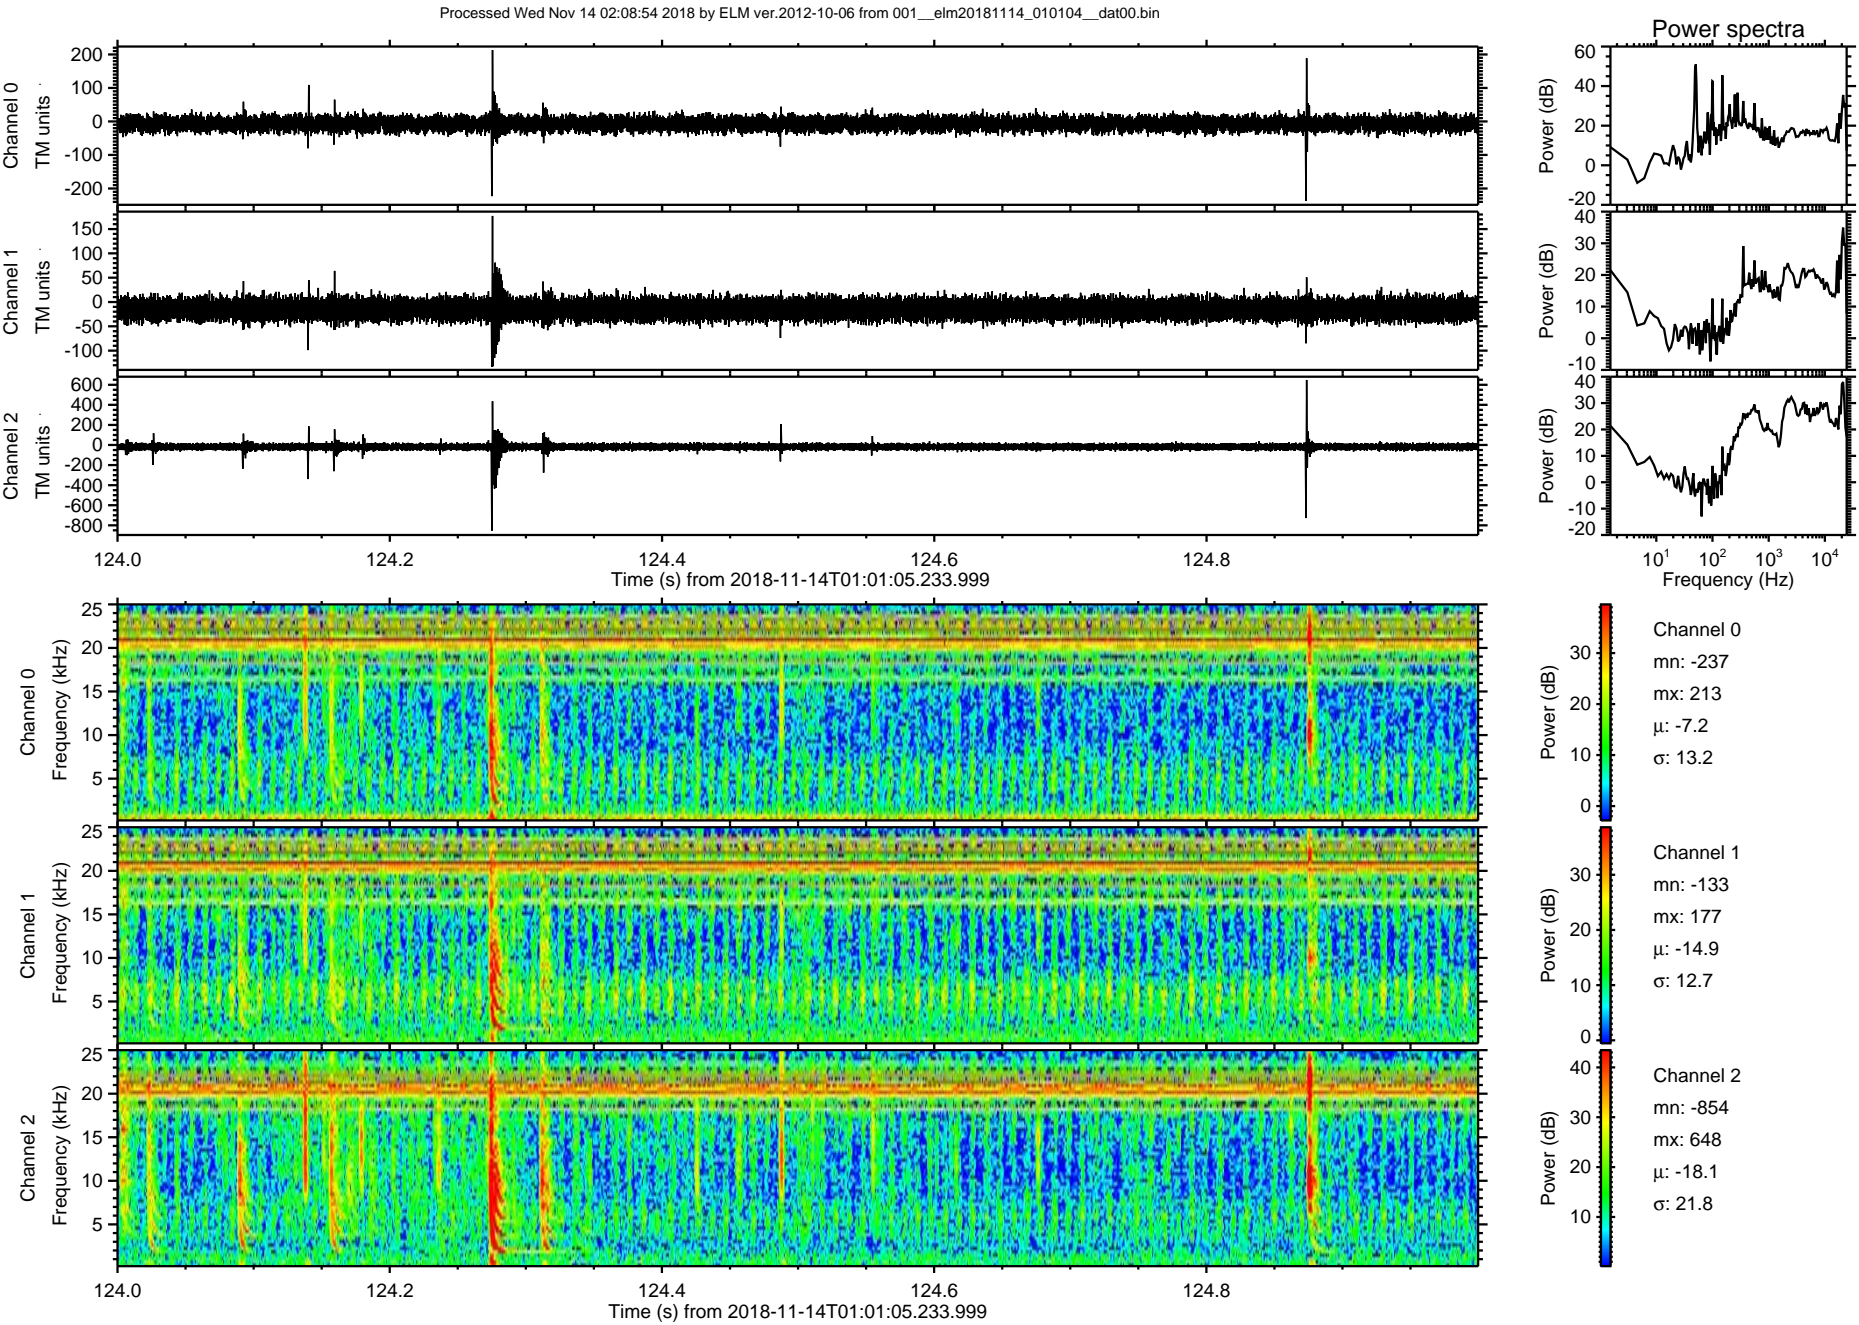 Processed Wed Nov 14 02:08:54 2018 by ELM ver.2012-10-06 from 001__elm20181114_010104__dat00.bin
Power spectra
Channel 0
TM units
200
100
0
-100
-200
Power (dB)
60
40
20
0
-20
Channel 1
TM units
150
100
50
0
-50
-100
Power (dB)
40
30
20
10
0
-10
Channel 2
TM units
600
400
200
0
-200
-400
-600
-800
Power (dB)
40
30
20
10
0
-10
-20
124.0 124.2 124.4 124.6 124.8
Time (s) from 2018-11-14T01:01:05.233.999
10¹ 10² 10³ 10⁴
Frequency (Hz)
Channel 0
Frequency (kHz)
25
20
15
10
5
Power (dB)
30
20
10
0
Channel 0
mn: -237
mx: 213
μ: -7.2
σ: 13.2
Channel 1
Frequency (kHz)
25
20
15
10
5
Power (dB)
30
20
10
0
Channel 1
mn: -133
mx: 177
μ: -14.9
σ: 12.7
Channel 2
Frequency (kHz)
25
20
15
10
5
Power (dB)
40
30
20
10
Channel 2
mn: -854
mx: 648
μ: -18.1
σ: 21.8
124.0 124.2 124.4 124.6 124.8
Time (s) from 2018-11-14T01:01:05.233.999